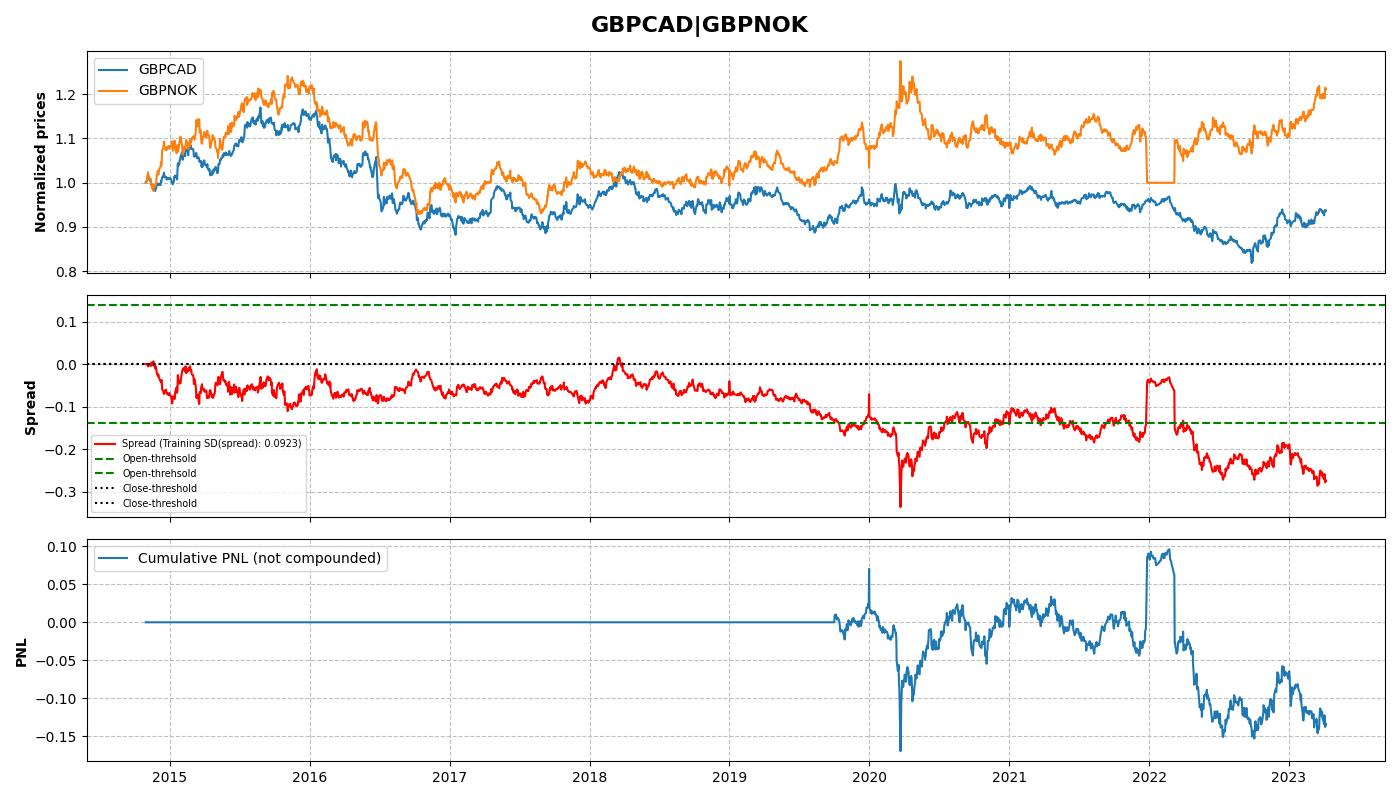 GBPCAD|GBPNOK
Normalized prices
GBPCAD
GBPNOK
1.2
1.1
1.0
0.9
0.8
Spread
0.1
0.0
−0.1
−0.2
−0.3
Spread (Training SD(spread): 0.0923)
Open-threhsold
Open-threhsold
Close-threshold
Close-threshold
PNL
Cumulative PNL (not compounded)
0.10
0.05
0.00
−0.05
−0.10
−0.15
2015 2016 2017 2018 2019 2020 2021 2022 2023